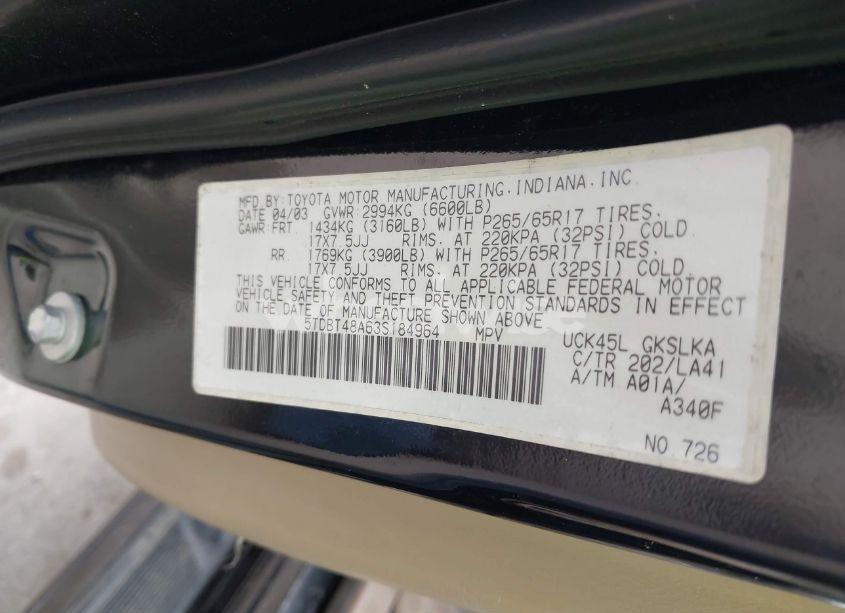 MFD.BY:TOYOTA MOTOR MANUFACTURING.INDIANA.INC.
DATE 04/03 GVWR:2994KG (6600LB)
GAWR:FRT. 1434KG (3160LB) WITH P265/65R17 TIRES.
17X7.5JJ RIMS. AT 220KPA (32PSI) COLD.
RR. 1769KG (3900LB) WITH P265/65R17 TIRES.
17X7.5JJ RIMS. AT 220KPA (32PSI) COLD.
THIS VEHICLE CONFORMS TO ALL APPLICABLE FEDERAL MOTOR
VEHICLE SAFETY AND THEFT PREVENTION STANDARDS IN EFFECT
ON THE DATE OF MANUFACTURE SHOWN ABOVE.
5TDBT48A63S184964 MPV
UCK45L GKSLKA
C/TR 202/LA41
A/TM A01A/
A340F
NO.726